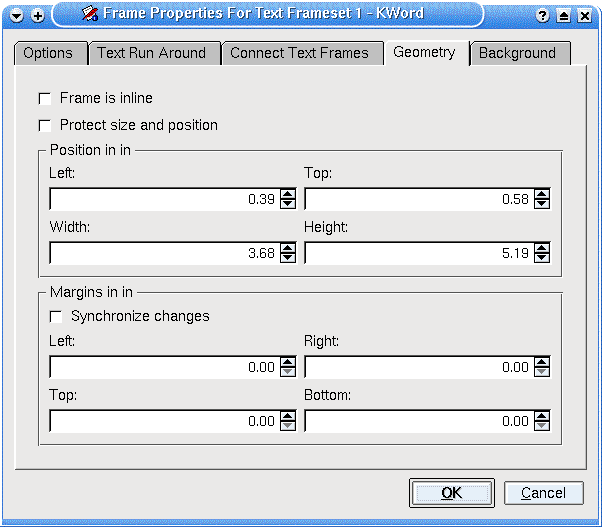 Frame Properties For Text Frameset 1 - KWord
Options Text Run Around Connect Text Frames Geometry Background
Frame is inline
Protect size and position
Position in in
Left: Top:
0.39 0.58
Width: Height:
3.68 5.19
Margins in in
Synchronize changes
Left: Right:
0.00 0.00
Top: Bottom:
0.00 0.00
OK Cancel